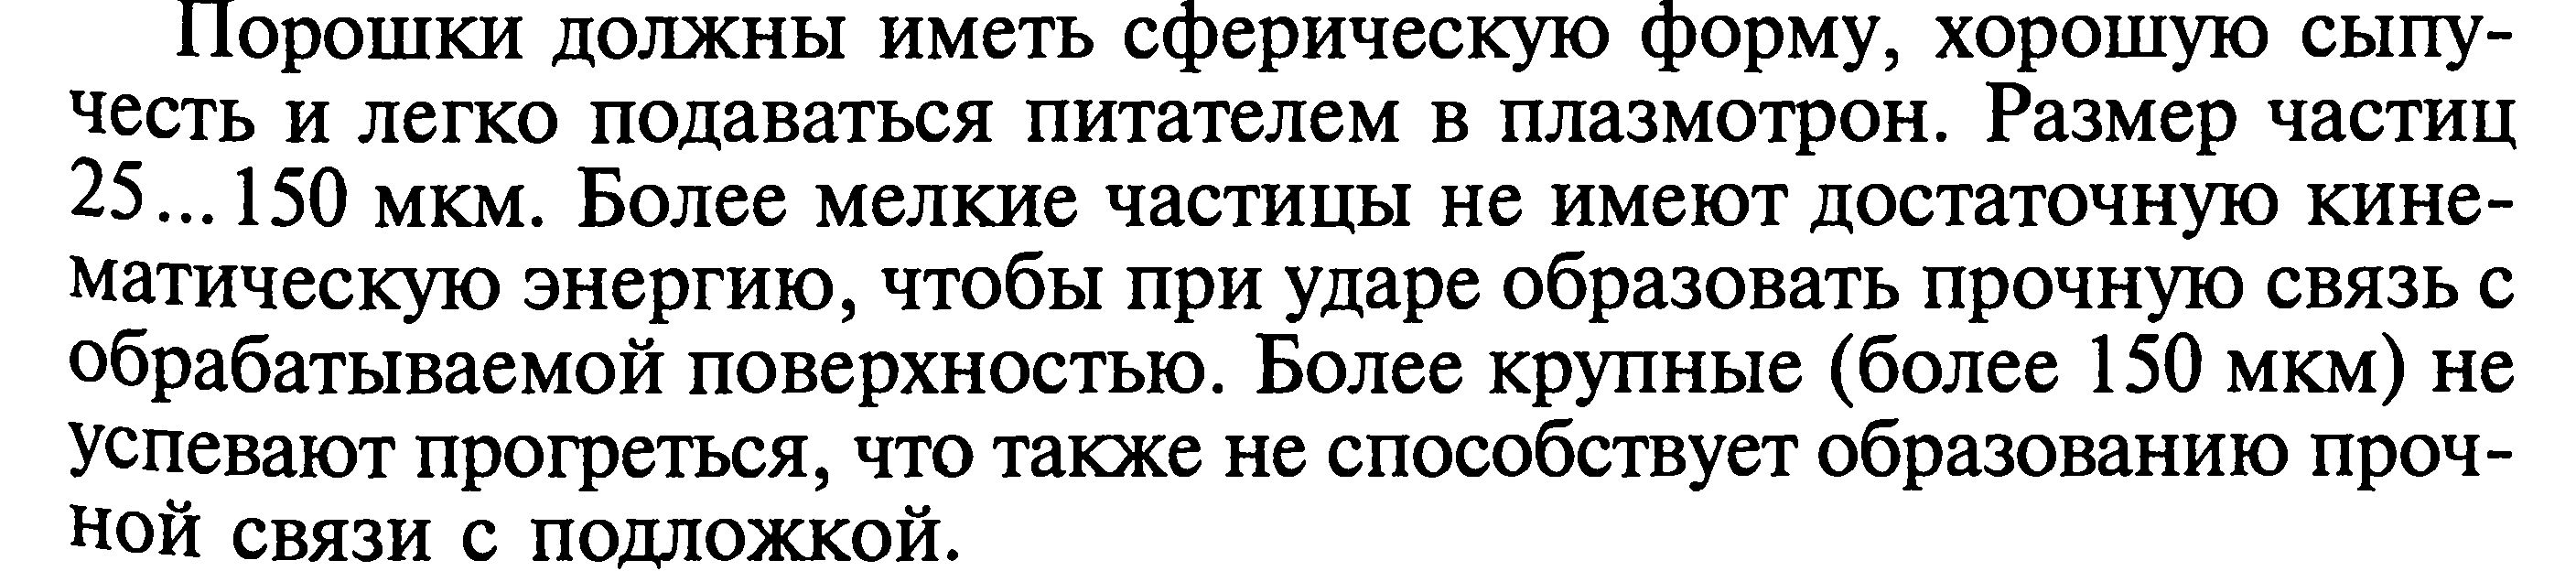 Порошки должны иметь сферическую форму, хорошую сыпу-
честь и легко подаваться питателем в плазмотрон. Размер частиц
25...150 мкм. Более мелкие частицы не имеют достаточную кине-
матическую энергию, чтобы при ударе образовать прочную связь с
обрабатываемой поверхностью. Более крупные (более 150 мкм) не
успевают прогреться, что также не способствует образованию проч-
ной связи с подложкой.